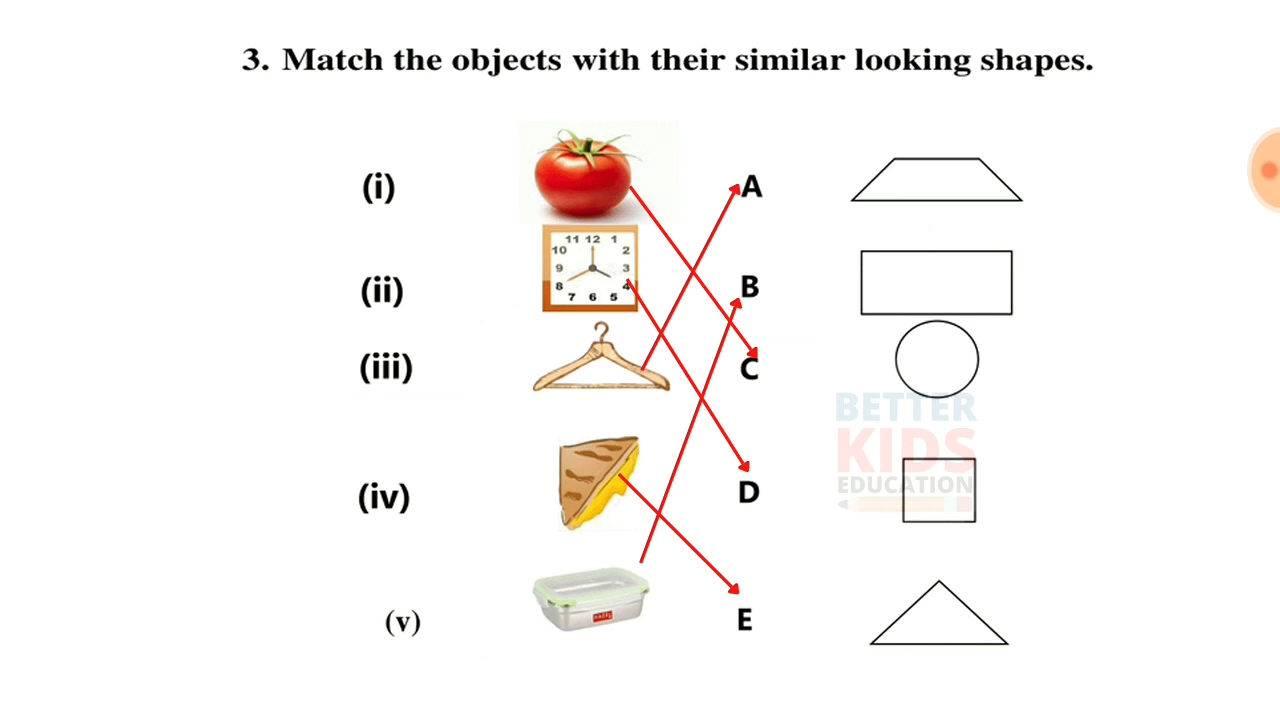 3. Match the objects with their similar looking shapes.
(i)
A
11 12 1
10 2
9 3
8 4
7 6 5
(ii)
B
(iii)
C
BETTER
KIDS
EDUCATION
(iv)
D
(v)
E